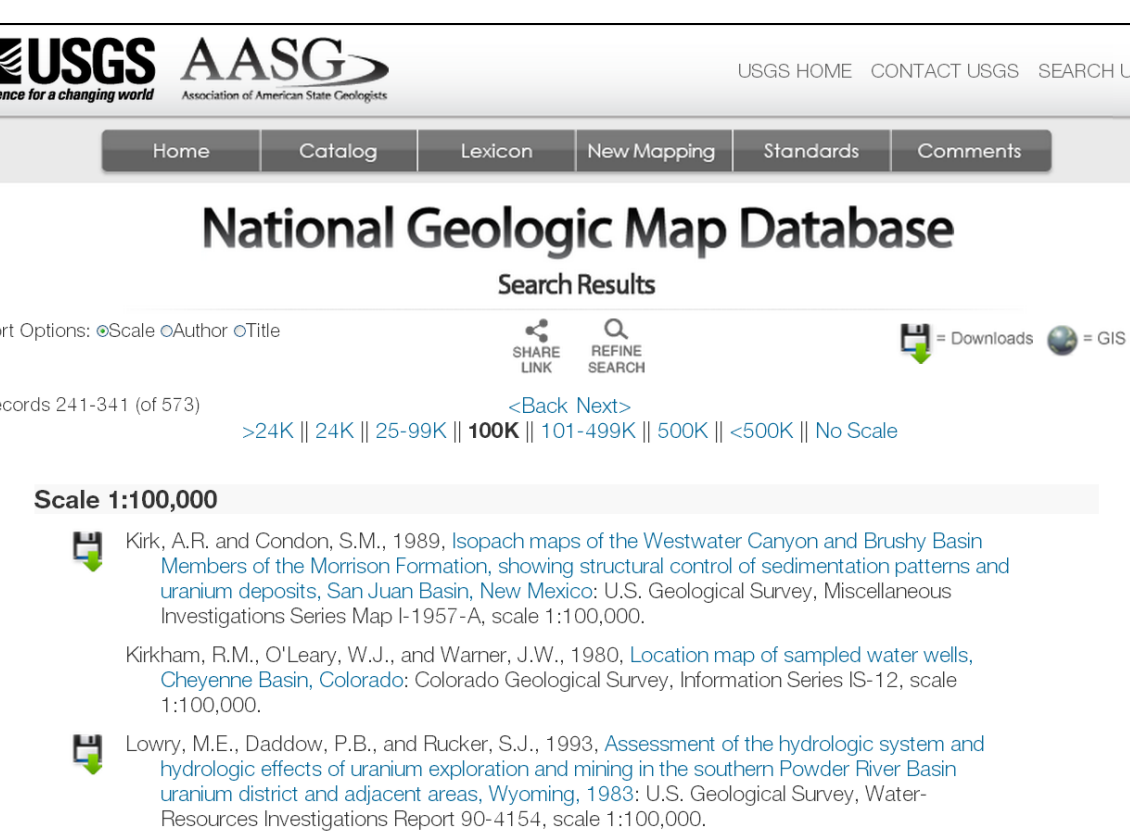 USGS AASG
ence for a changing world Association of American State Geologists
USGS HOME CONTACT USGS SEARCH U
Home Catalog Lexicon New Mapping Standards Comments
National Geologic Map Database
Search Results
rt Options: Scale Author Title
SHARE LINK
REFINE SEARCH
= Downloads = GIS
ecords 241-341 (of 573)
<Back Next>
>24K || 24K || 25-99K || 100K || 101-499K || 500K || <500K || No Scale
Scale 1:100,000
Kirk, A.R. and Condon, S.M., 1989, Isopach maps of the Westwater Canyon and Brushy Basin
Members of the Morrison Formation, showing structural control of sedimentation patterns and
uranium deposits, San Juan Basin, New Mexico: U.S. Geological Survey, Miscellaneous
Investigations Series Map I-1957-A, scale 1:100,000.
Kirkham, R.M., O'Leary, W.J., and Warner, J.W., 1980, Location map of sampled water wells,
Cheyenne Basin, Colorado: Colorado Geological Survey, Information Series IS-12, scale
1:100,000.
Lowry, M.E., Daddow, P.B., and Rucker, S.J., 1993, Assessment of the hydrologic system and
hydrologic effects of uranium exploration and mining in the southern Powder River Basin
uranium district and adjacent areas, Wyoming, 1983: U.S. Geological Survey, Water-
Resources Investigations Report 90-4154, scale 1:100,000.